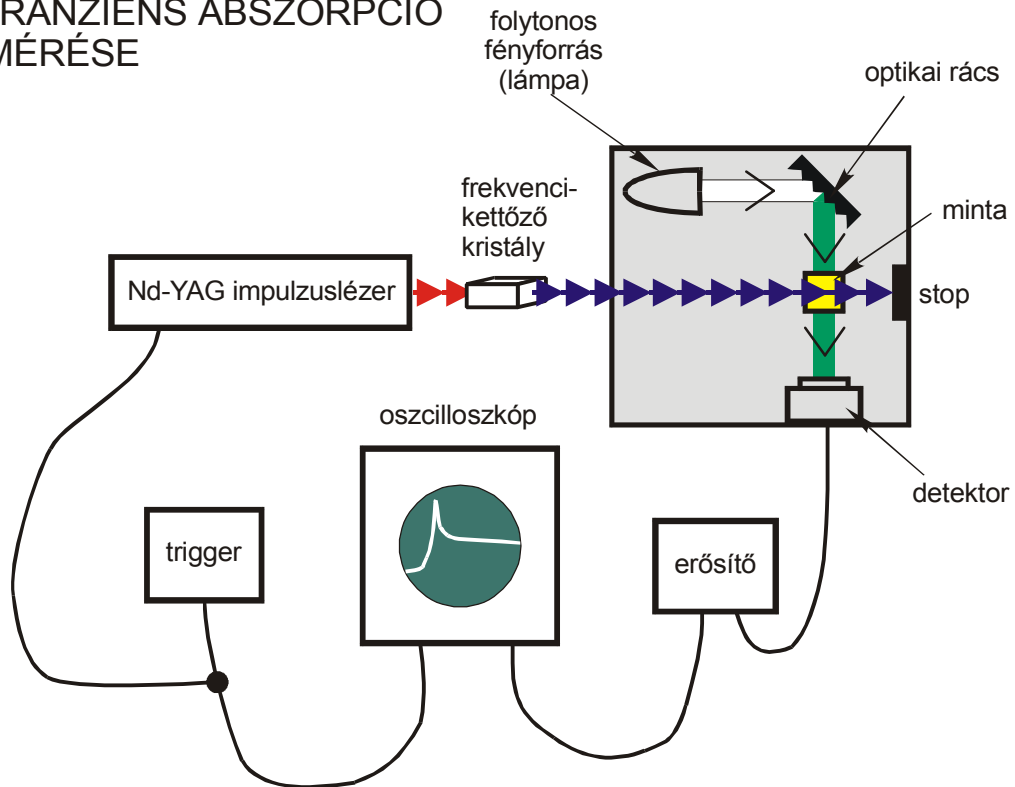 RANZIENS ABSZORPCIÓ
MÉRÉSE
folytonos
fényforrás
(lámpa)
optikai rács
frekvenci-
kettőző
kristály
minta
Nd-YAG impulzuslézer
stop
oszcilloszkóp
detektor
trigger
erősítő